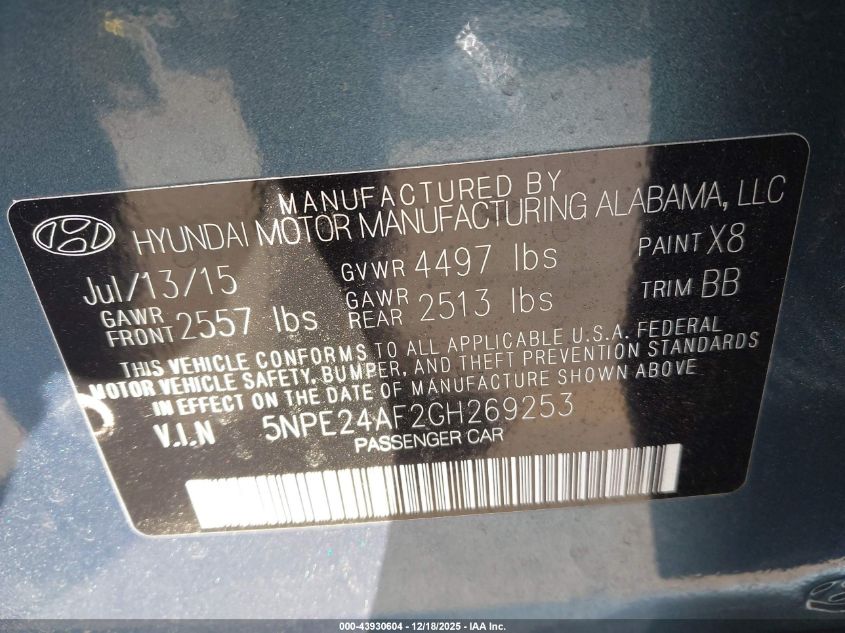 MANUFACTURED BY
HYUNDAI MOTOR MANUFACTURING ALABAMA, LLC
Jul/13/15 GVWR 4497 lbs PAINT X8
GAWR FRONT 2557 lbs GAWR REAR 2513 lbs TRIM BB
THIS VEHICLE CONFORMS TO ALL APPLICABLE U.S.A. FEDERAL
MOTOR VEHICLE SAFETY, BUMPER, AND THEFT PREVENTION STANDARDS
IN EFFECT ON THE DATE OF MANUFACTURE SHOWN ABOVE
V.I.N 5NPE24AF2GH269253
PASSENGER CAR
000-43930604 - 12/18/2025 - IAA Inc.